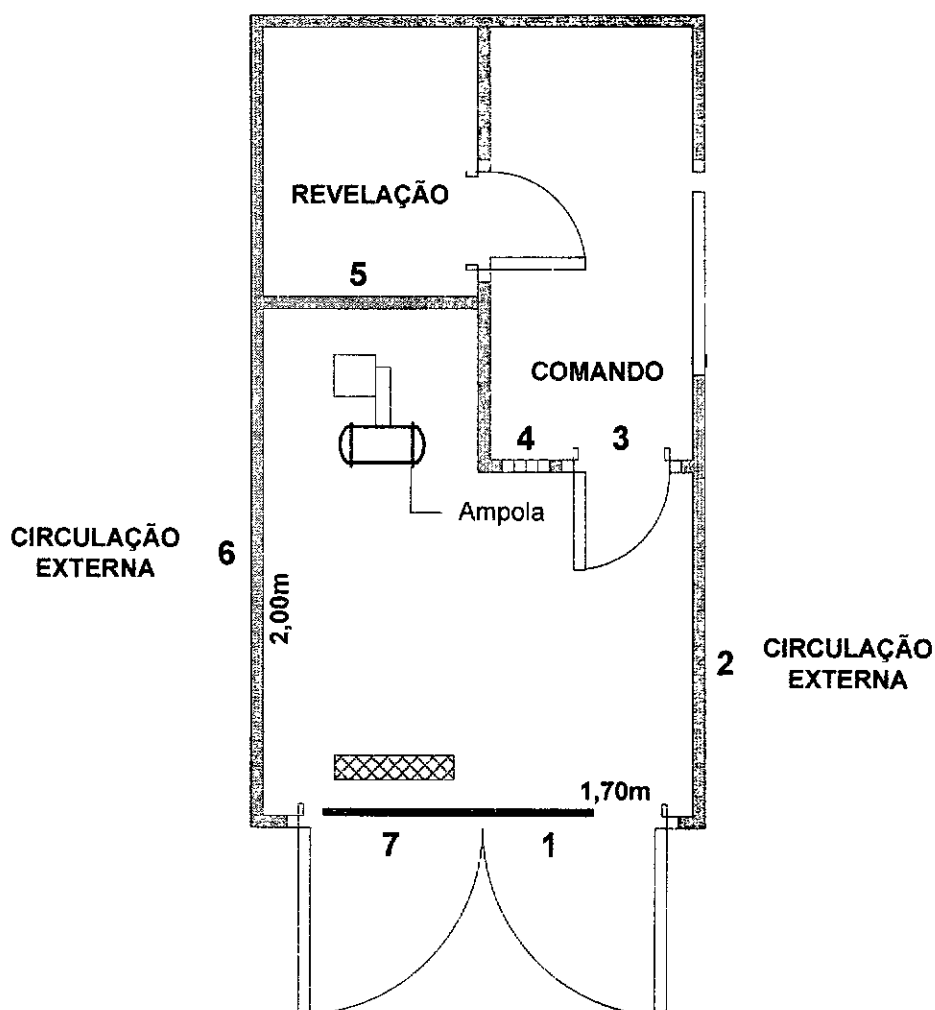 REVELAÇÃO
5
COMANDO
4
3
Ampola
CIRCULAÇÃO
EXTERNA
6
2,00m
2
CIRCULAÇÃO
EXTERNA
1,70m
7
1